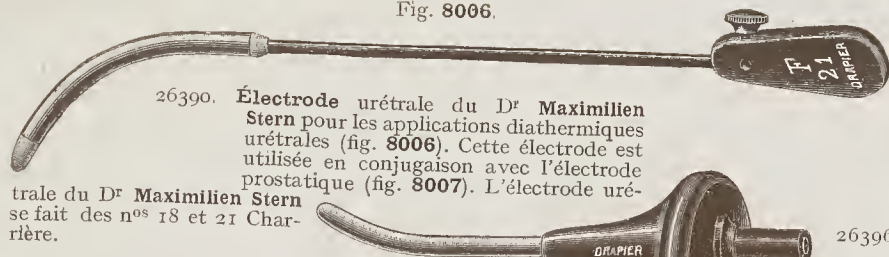 Fig. 8006.
F
21
DRAPIER
26390. Électrode urétrale du Dr Maximilien
Stern pour les applications diathermiques
urétrales (fig. 8006). Cette électrode est
utilisée en conjugaison avec l'électrode
prostatique (fig. 8007). L'électrode uré-
trale du Dr Maximilien Stern
se fait des nos 18 et 21 Char-
rière.
DRAPIER
26396